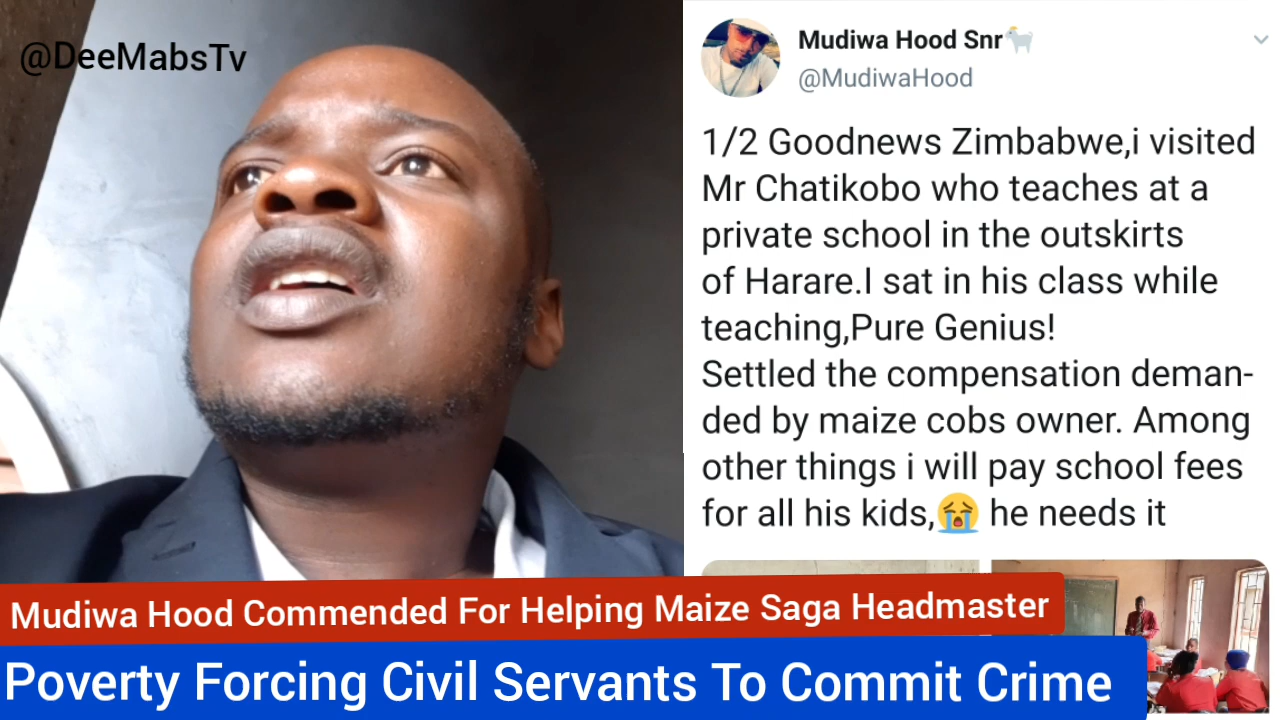 @DeeMabsTv
Mudiwa Hood Snr🐐
@MudiwaHood
1/2 Goodnews Zimbabwe,i visited
Mr Chatikobo who teaches at a
private school in the outskirts
of Harare.I sat in his class while
teaching,Pure Genius!
Settled the compensation deman-
ded by maize cobs owner. Among
other things i will pay school fees
for all his kids,😭 he needs it
Mudiwa Hood Commended For Helping Maize Saga Headmaster
Poverty Forcing Civil Servants To Commit Crime